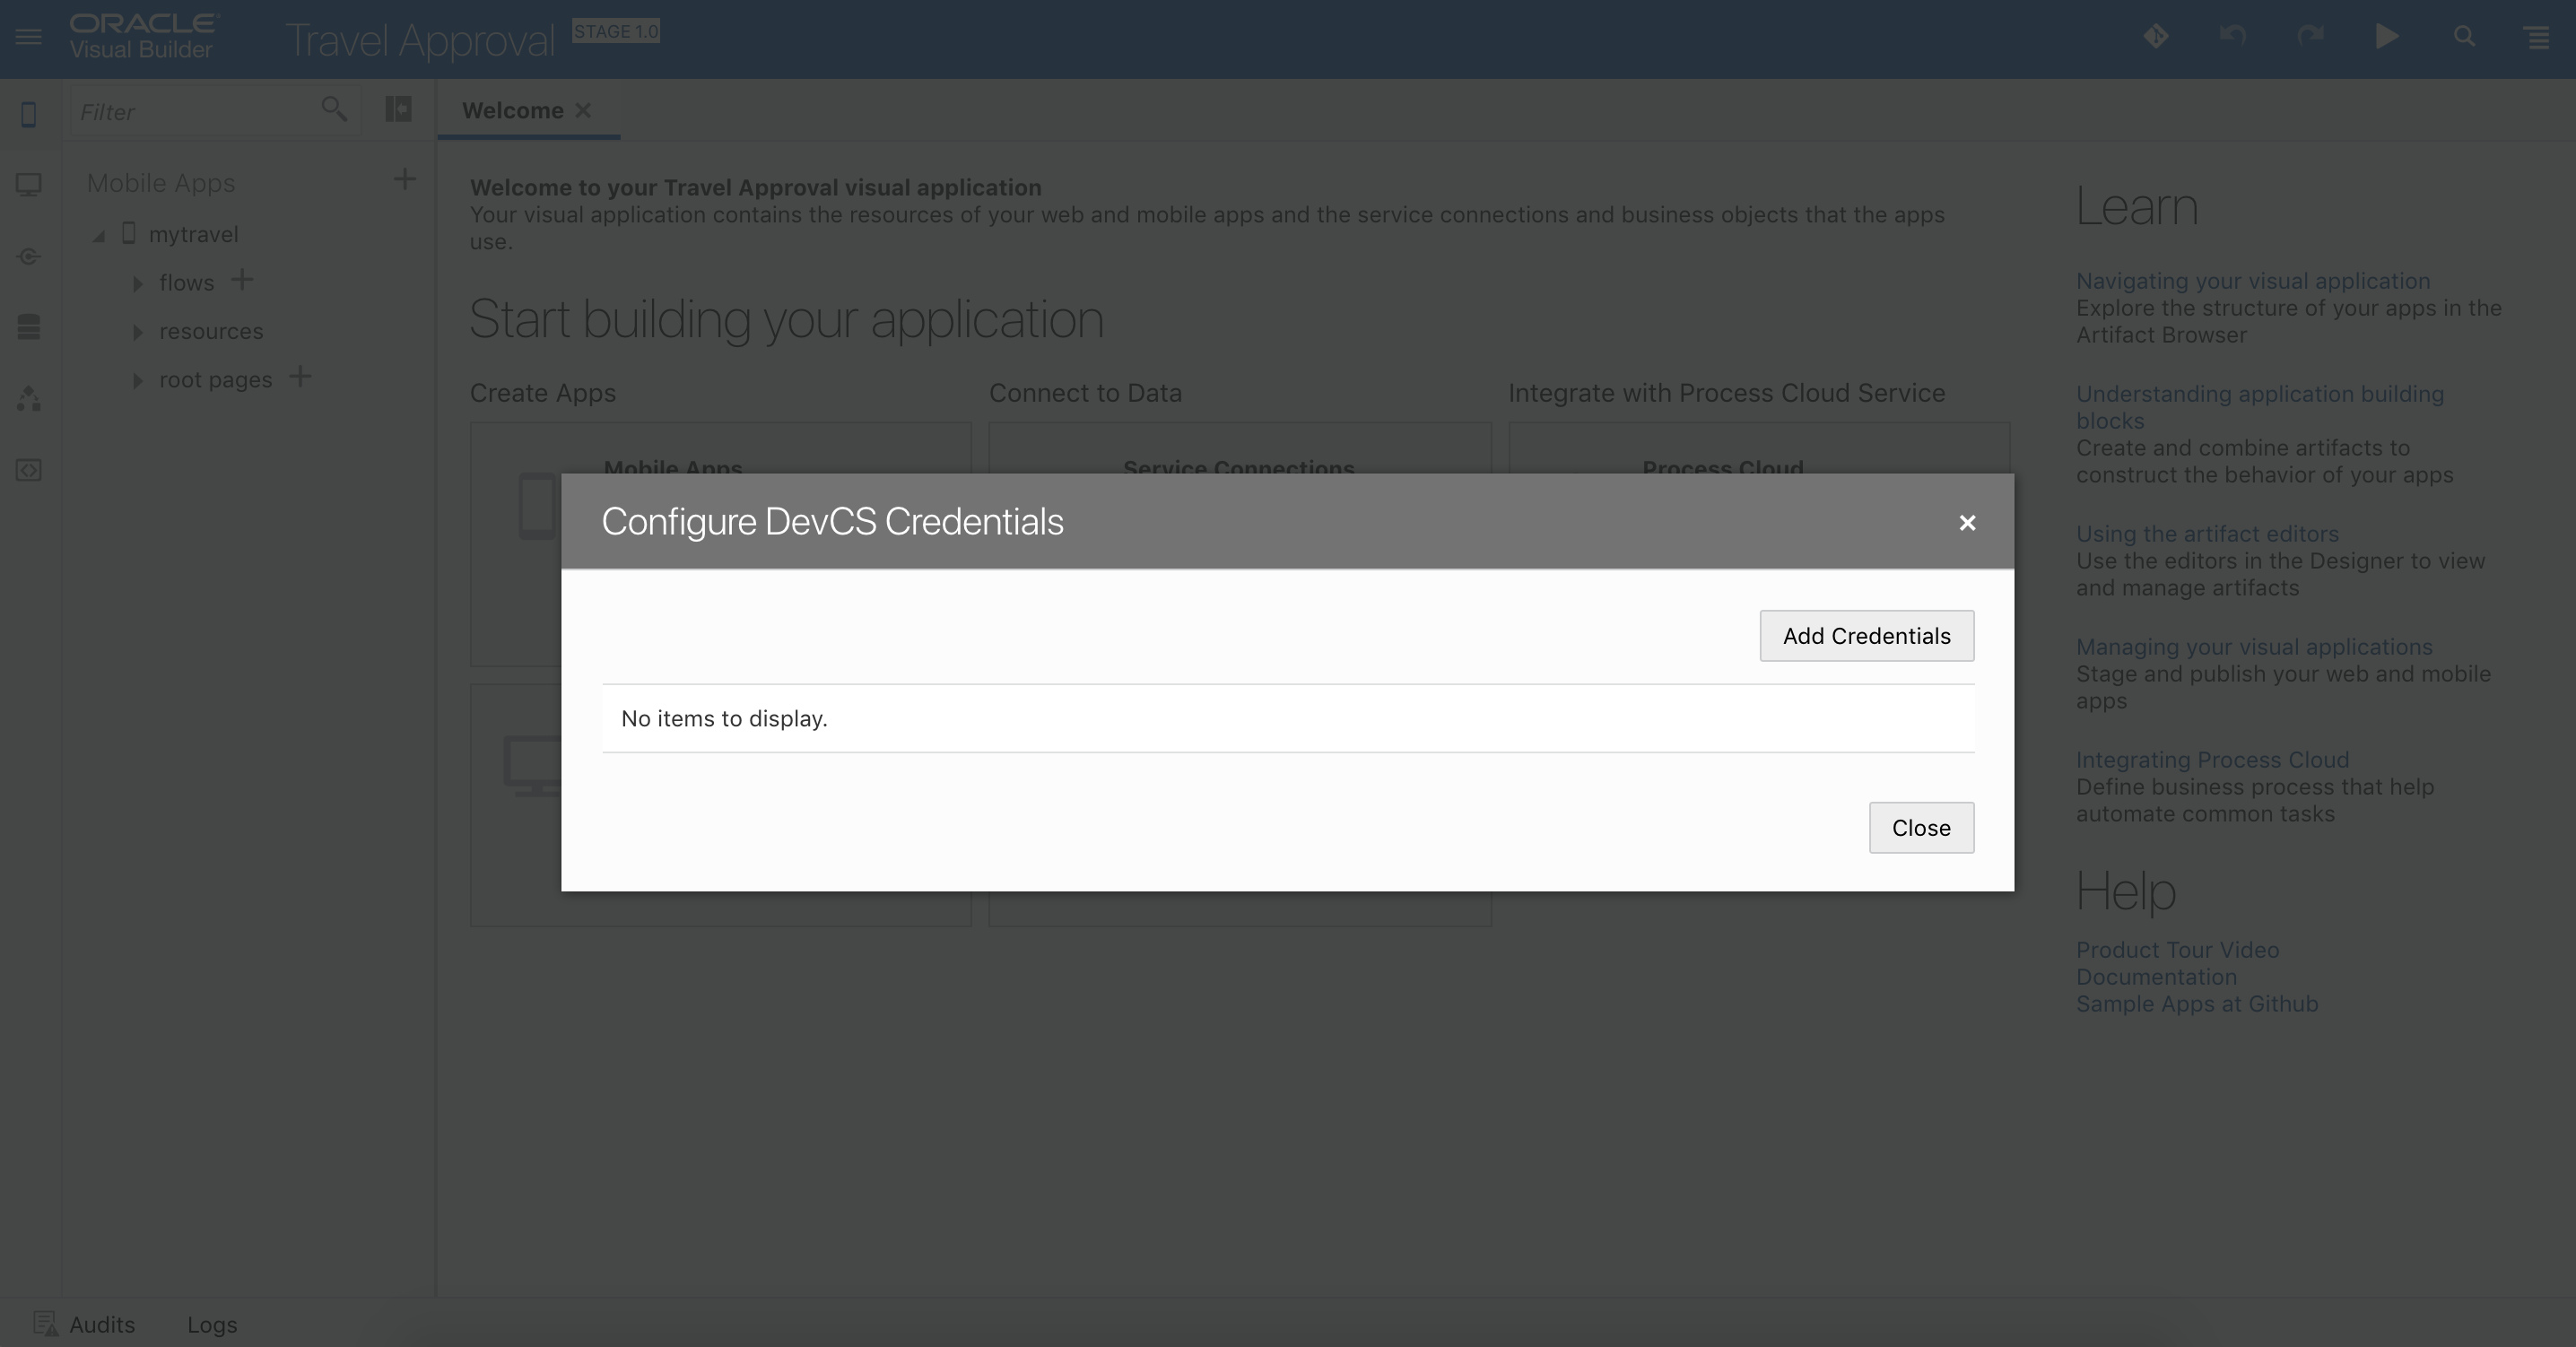 ORACLE
Visual Builder
Travel Approval
STAGE 1.0
Filter
Welcome
Mobile Apps
mytravel
flows
resources
root pages
Welcome to your Travel Approval visual application
Your visual application contains the resources of your web and mobile apps and the service connections and business objects that the apps
use.
Start building your application
Create Apps
Connect to Data
Integrate with Process Cloud Service
Mobile Apps
Service Connections
Process Cloud
Configure DevCS Credentials
Add Credentials
No items to display.
Close
Learn
Navigating your visual application
Explore the structure of your apps in the
Artifact Browser
Understanding application building
blocks
Create and combine artifacts to
construct the behavior of your apps
Using the artifact editors
Use the editors in the Designer to view
and manage artifacts
Managing your visual applications
Stage and publish your web and mobile
apps
Integrating Process Cloud
Define business process that help
automate common tasks
Help
Product Tour Video
Documentation
Sample Apps at Github
Audits
Logs